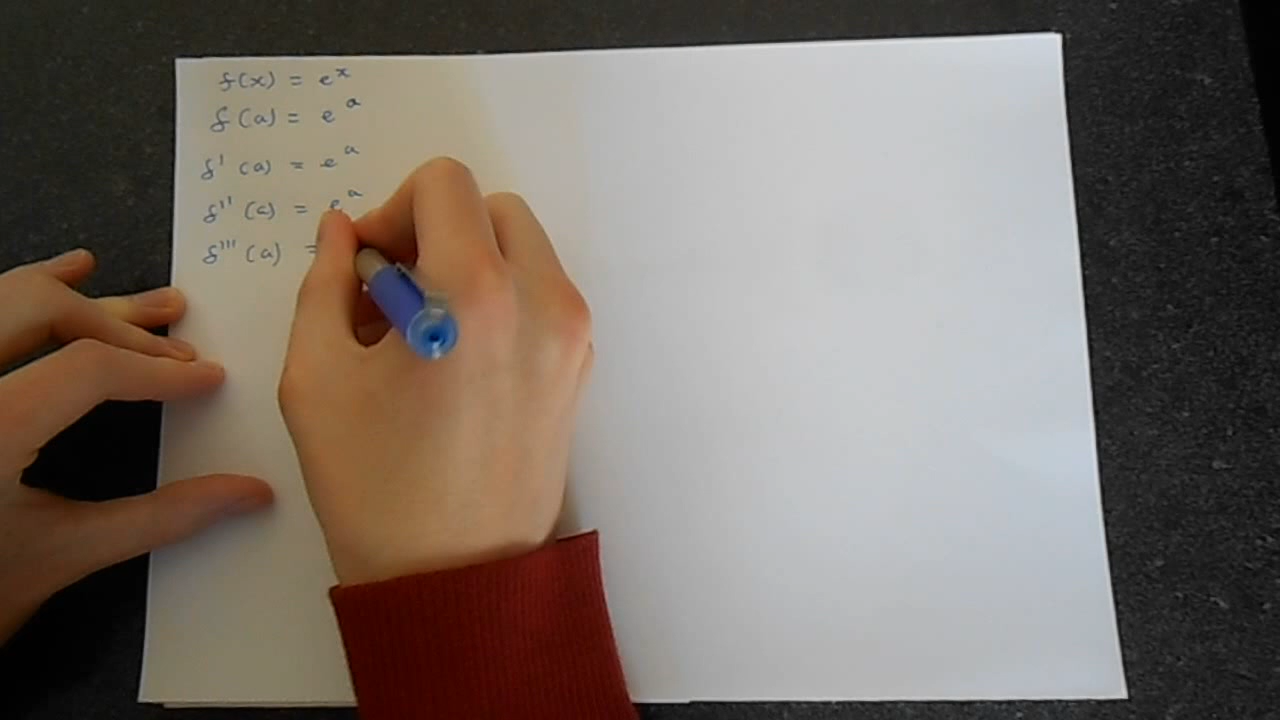 f(x) = e^x
f(a) = e^a
f'(a) = e^a
f''(a) = e^a
f'''(a) =